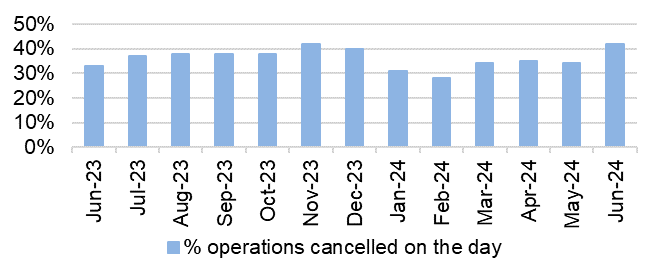 50%
40%
30%
20%
10%
0%
Jun-23
Jul-23
Aug-23
Sep-23
Oct-23
Nov-23
Dec-23
Jan-24
Feb-24
Mar-24
Apr-24
May-24
Jun-24
% operations cancelled on the day